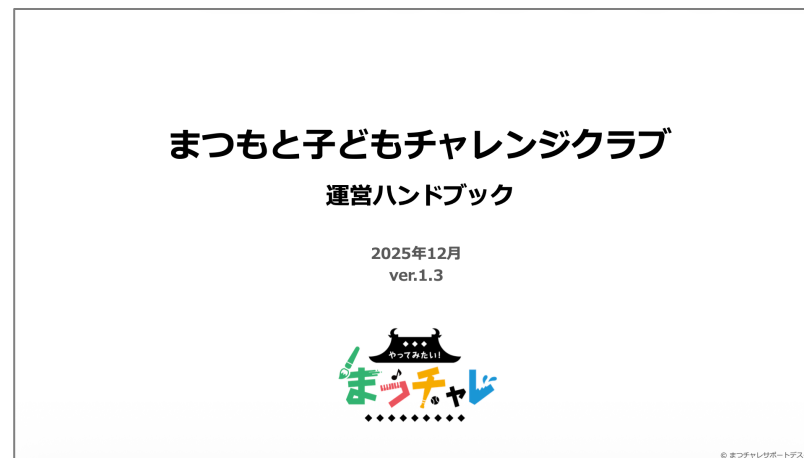 まつもと子どもチャレンジクラブ
運営ハンドブック
2025年12月
ver.1.3
やってみたい!
まつチャレ
© まつチャレサポートデス